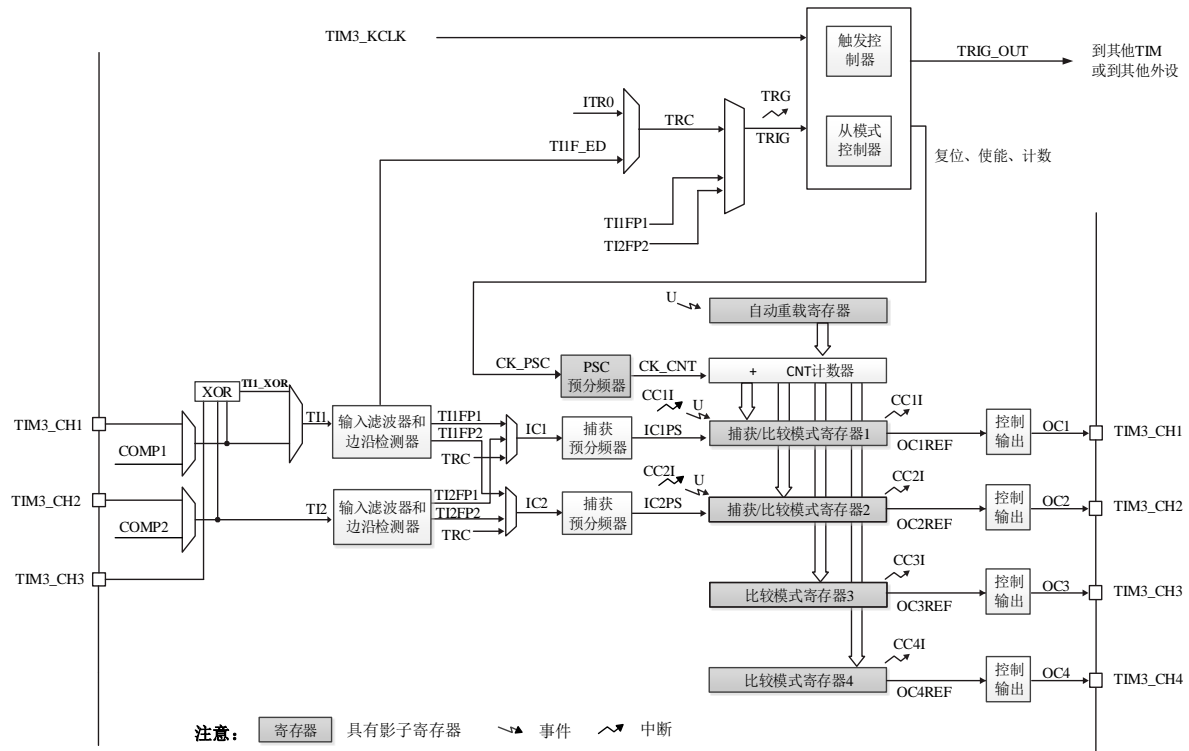 TIM3_KCLK
触发控
制器
TRIG_OUT
到其他TIM
或到其他外设
ITR0
TRC
TRG
TRIG
TI1F_ED
从模式
控制器
复位、使能、计数
TI1FP1
TI2FP2
U
自动重载寄存器
CK_PSC
PSC
预分频器
CK_CNT
+ CNT计数器
XOR
TI1_XOR
TIM3_CH1
COMP1
TI1
输入滤波器和
边沿检测器
TI1FP1
TI1FP2
TRC
IC1
捕获
预分频器
IC1PS
CC1I
U
捕获/比较模式寄存器1
CC1I
OC1REF
控制
输出
OC1
TIM3_CH1
TIM3_CH2
COMP2
TI2
输入滤波器和
边沿检测器
TI2FP1
TI2FP2
TRC
IC2
捕获
预分频器
IC2PS
CC2I
U
捕获/比较模式寄存器2
CC2I
OC2REF
控制
输出
OC2
TIM3_CH2
TIM3_CH3
比较模式寄存器3
CC3I
OC3REF
控制
输出
OC3
TIM3_CH3
比较模式寄存器4
CC4I
OC4REF
控制
输出
OC4
TIM3_CH4
注意：
寄存器
具有影子寄存器
事件
中断